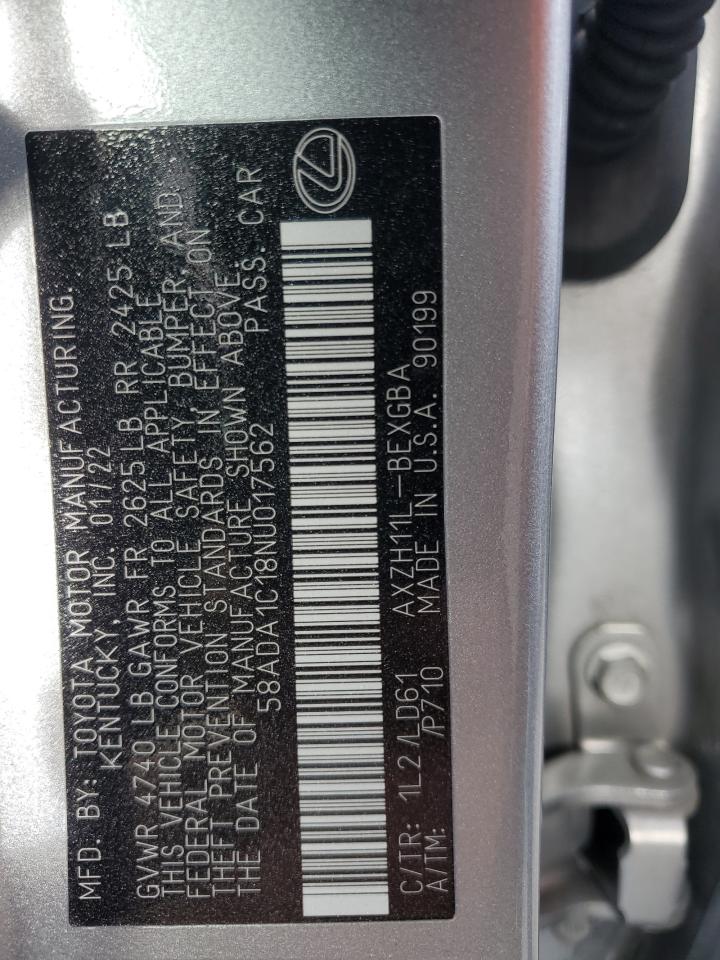 MFD. BY: TOYOTA MOTOR MANUFACTURING:
KENTUCKY, INC. 01/22
GVWR 4740 LB GAWR FR 2625 LB RR 2425 LB
THIS VEHICLE CONFORMS TO ALL APPLICABLE
FEDERAL MOTOR VEHICLE SAFETY, BUMPER, AND
THEFT PREVENTION STANDARDS IN EFFECT ON
THE DATE OF MANUFACTURE SHOWN ABOVE.
58ADA1C18NU017562 PASS. CAR
C/TR: 1L2 /LD61 AXZH11L-BEXGBA
A/TM: /P710 MADE IN U.S.A. 90199